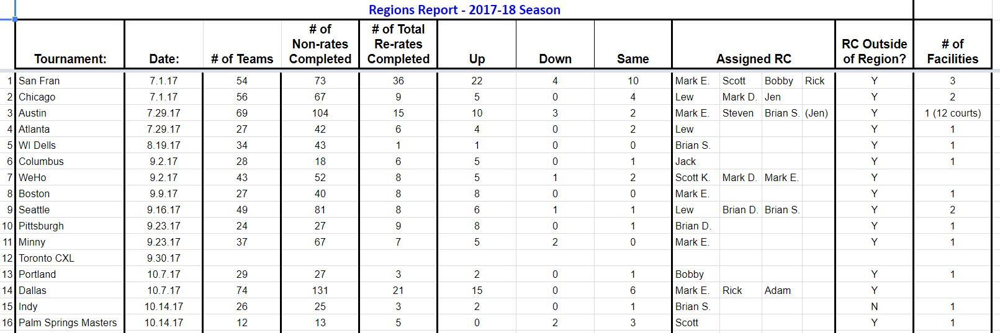 Regions Report - 2017-18 Season
Tournament: Date: # of Teams # of Non-rates Completed # of Total Re-rates Completed Up Down Same Assigned RC RC Outside of Region? # of Facilities
1 San Fran 7.1.17 54 73 36 22 4 10 Mark E. Scott Bobby Rick Y 3
2 Chicago 7.1.17 56 67 9 5 0 4 Lew Mark D. Jen Y 2
3 Austin 7.29.17 69 104 15 10 3 2 Mark E. Steven Brian S. (Jen) Y 1 (12 courts)
4 Atlanta 7.29.17 27 42 6 4 0 2 Lew Y 1
5 WI Dells 8.19.17 34 43 1 1 0 0 Brian S. Y 1
6 Columbus 9.2.17 28 18 6 5 0 1 Jack Y 1
7 WeHo 9.2.17 43 52 8 5 1 2 Scott K. Mark D. Mark E. Y
8 Boston 9.9.17 27 40 8 8 0 0 Mark E. Y 1
9 Seattle 9.16.17 49 81 8 6 1 1 Lew Brian D. Brian S. Y 2
10 Pittsburgh 9.23.17 24 27 9 8 0 1 Brian D. Y 1
11 Minny 9.23.17 37 67 7 5 2 0 Mark E. Y 1
12 Toronto CXL 9.30.17
13 Portland 10.7.17 29 27 3 2 0 1 Bobby Y 1
14 Dallas 10.7.17 74 131 21 15 0 6 Mark E. Rick Adam Y
15 Indy 10.14.17 26 25 3 2 0 1 Brian S. N 1
16 Palm Springs Masters 10.14.17 12 13 5 0 2 3 Scott Y 1